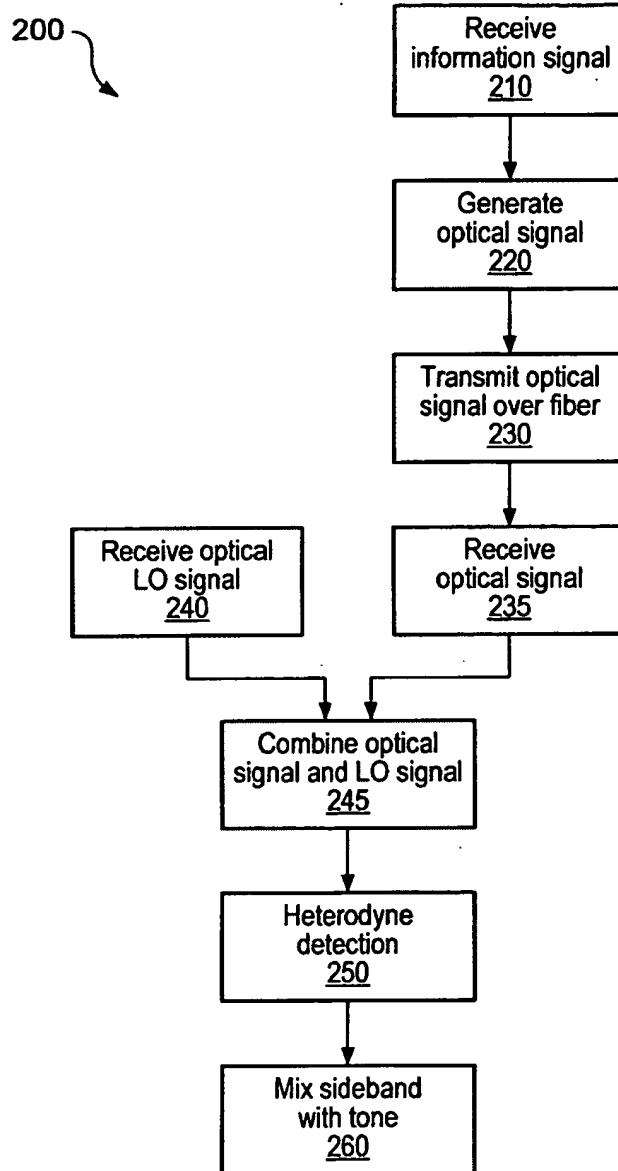 200
Receive
information signal
210
Generate
optical signal
220
Transmit optical
signal over fiber
230
Receive optical
LO signal
240
Receive
optical signal
235
Combine optical
signal and LO signal
245
Heterodyne
detection
250
Mix sideband
with tone
260